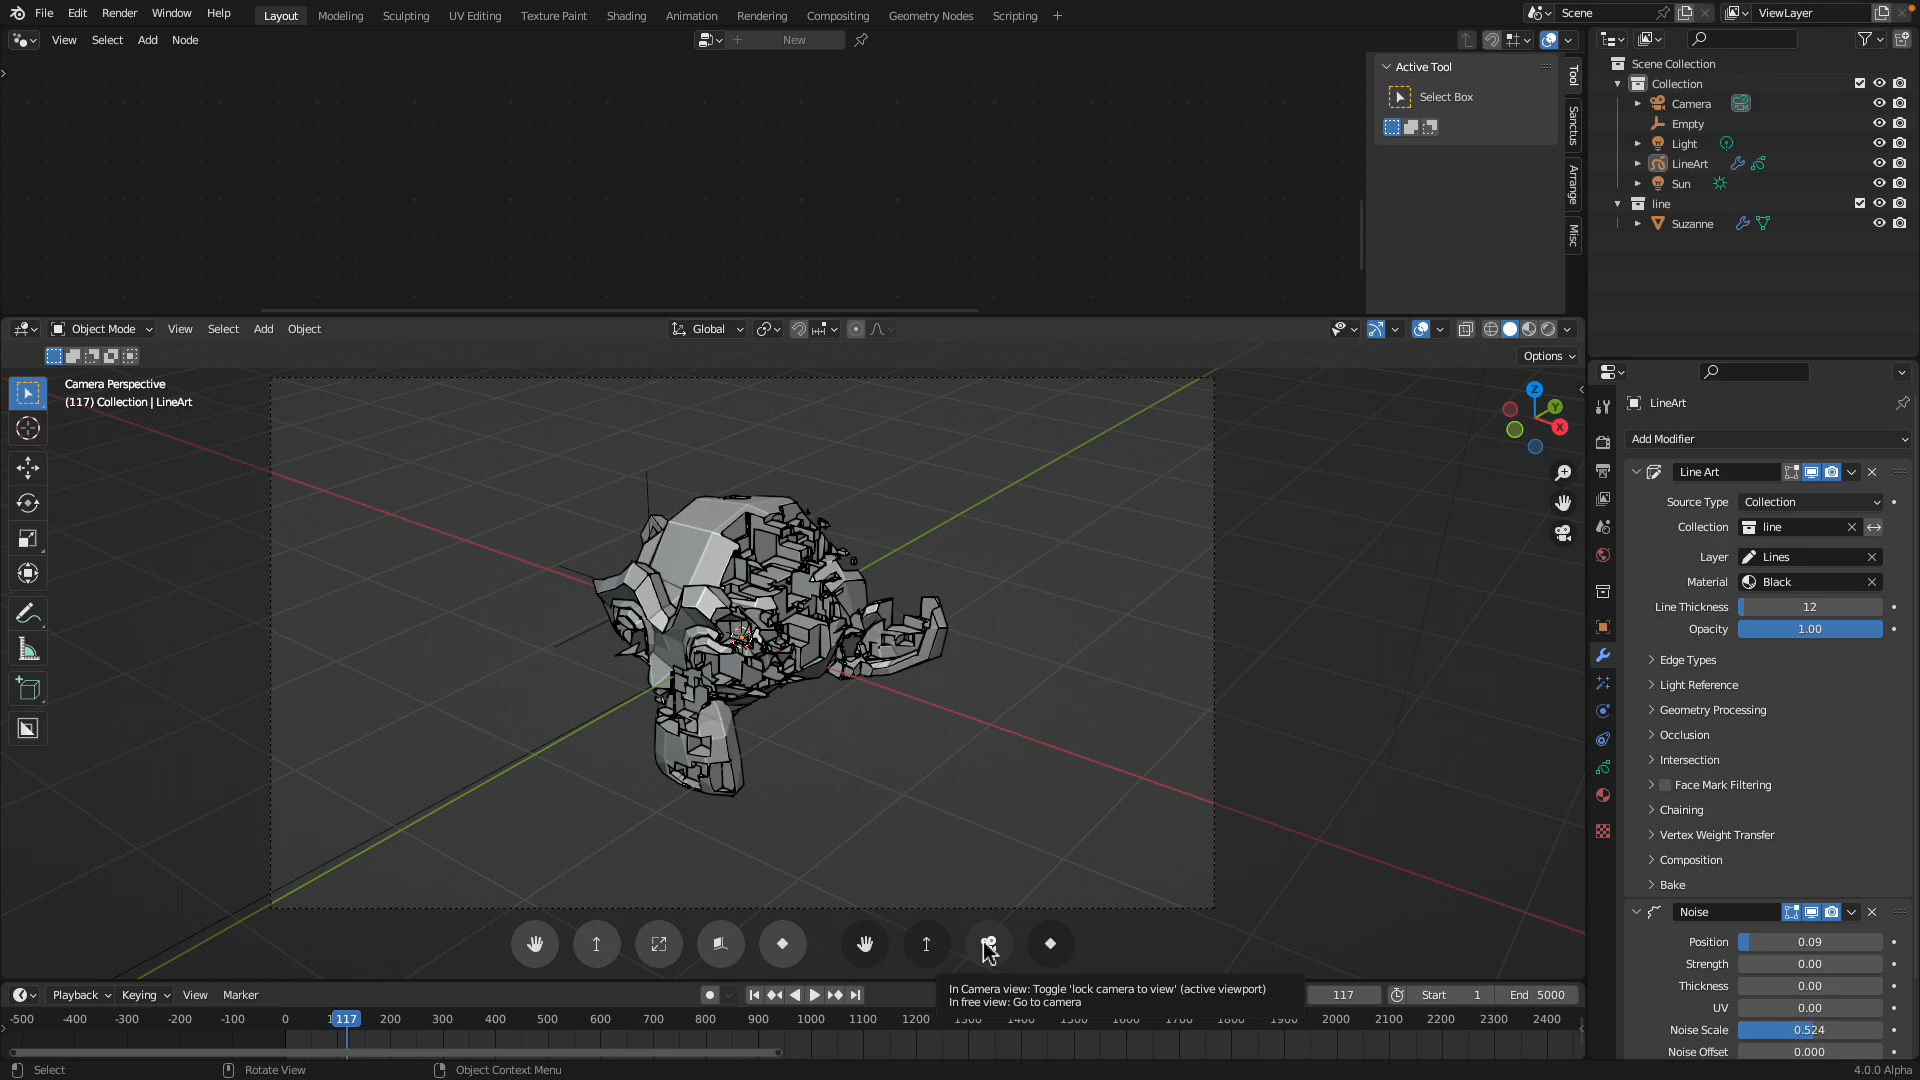 File Edit Render Window Help Layout Modeling Sculpting UV Editing Texture Paint Shading Animation Rendering Compositing Geometry Nodes Scripting + Scene ViewLayer
View Select Add Node New
Active Tool
Select Box
Tool
Sanctus
Arrange
Misc
Scene Collection
Collection
Camera
Empty
Light
LineArt
Sun
line
Suzanne
Object Mode View Select Add Object Global
Options
Camera Perspective
(117) Collection | LineArt
Z
Y
X
LineArt
Add Modifier
Line Art
Source Type Collection
Collection line
Layer Lines
Material Black
Line Thickness 12
Opacity 1.00
Edge Types
Light Reference
Geometry Processing
Occlusion
Intersection
Face Mark Filtering
Chaining
Vertex Weight Transfer
Composition
Bake
Noise
Position 0.09
Strength 0.00
Thickness 0.00
UV 0.00
Noise Scale 0.524
Noise Offset 0.000
In Camera view: Toggle 'lock camera to view' (active viewport)
In free view: Go to camera
Playback Keying View Marker 117 Start 1 End 5000
-500 -400 -300 -200 -100 0 117 200 300 400 500 600 700 800 900 1000 1100 1200 2000 2100 2200 2300 2400
Select Rotate View Object Context Menu 4.0.0 Alpha